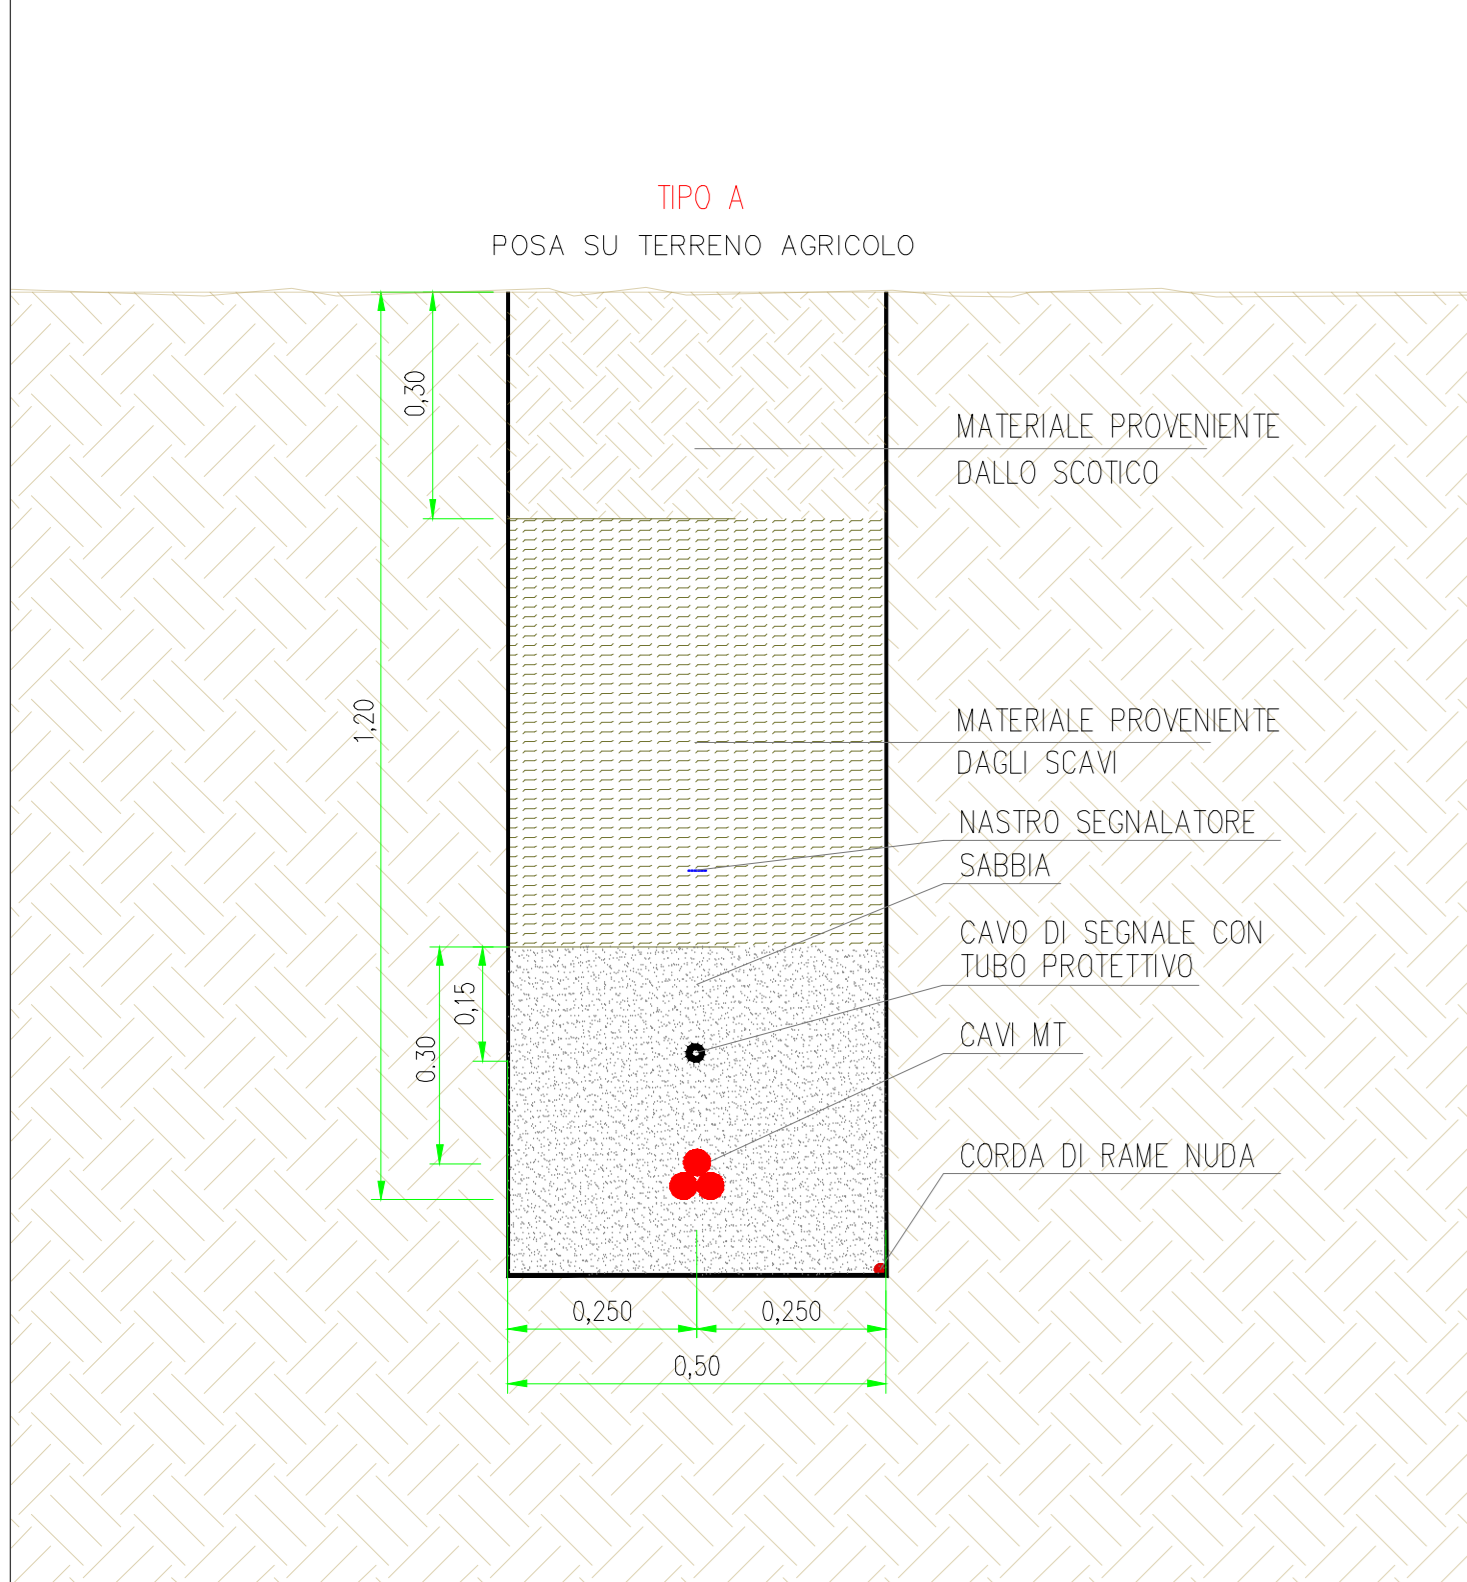 TIPO A
POSA SU TERRENO AGRICOLO
0,30
MATERIALE PROVENIENTE
DALLO SCOTICO
1,20
MATERIALE PROVENIENTE
DAGLI SCAVI
NASTRO SEGNALATORE
SABBIA
CAVO DI SEGNALE CON
TUBO PROTETTIVO
0,15
0.30
CAVI MT
CORDA DI RAME NUDA
0,250
0,250
0,50